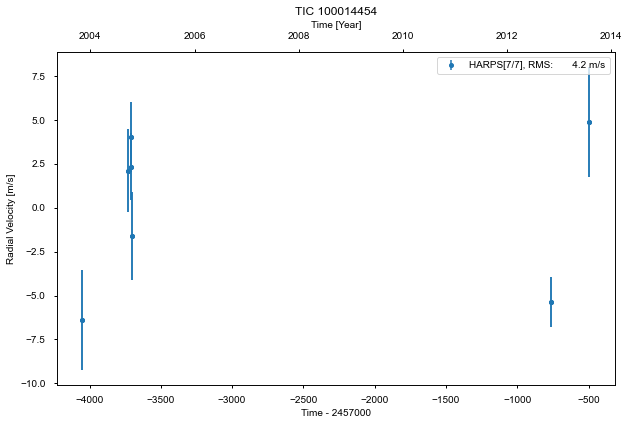 TIC 100014454
Time [Year]
2004 2006 2008 2010 2012 2014
HARPS[7/7], RMS: 4.2 m/s
7.5
5.0
2.5
0.0
−2.5
−5.0
−7.5
−10.0
Radial Velocity [m/s]
−4000 −3500 −3000 −2500 −2000 −1500 −1000 −500
Time - 2457000